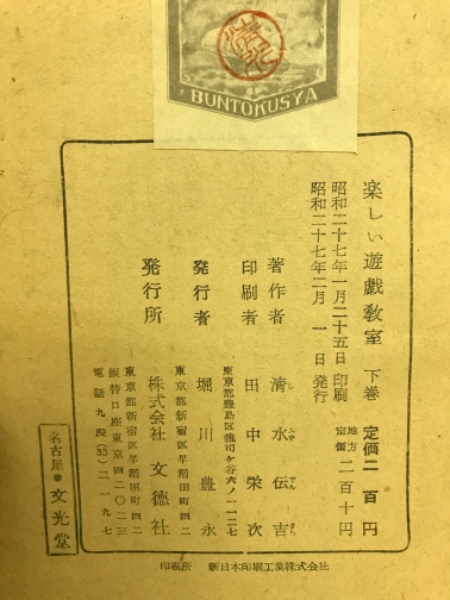 清水
BUNTOKUSYA
楽しい遊戯教室 下巻 定価二百円
地方定価 二百十円
昭和二十七年一月二十五日 印刷
昭和二十七年二月一日 発行
著作者 清水伝吉
印刷者 田中栄次
東京都豊島区雑司ケ谷六ノ一一二七
発行者 堀川豊永
東京都新宿区早稲田町四二
発行所 株式会社 文徳社
東京都新宿区早稲田町四二
振替口座東京四二〇二三
電話九段(33)二一九七
名古屋・文光堂
印刷所 新日本印刷工業株式会社